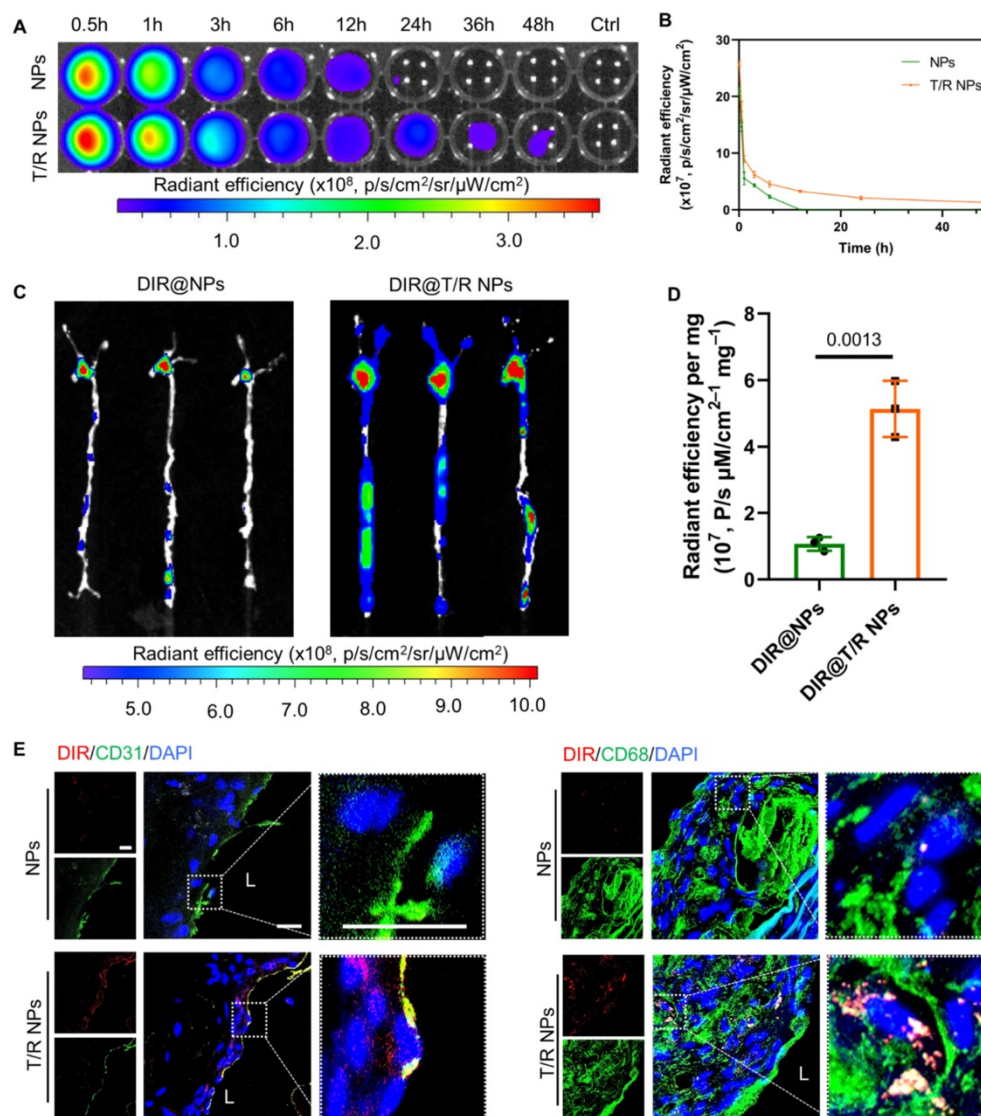 A
0.5h 1h 3h 6h 12h 24h 36h 48h Ctrl
NPs
T/R NPs
Radiant efficiency (x10⁸, p/s/cm²/sr/μW/cm²)
1.0 2.0 3.0
B
Radiant efficiency
(x10⁷, p/s/cm²/sr/μW/cm²)
30
20
10
0
0 20 40
Time (h)
NPs
T/R NPs
C
DIR@NPs DIR@T/R NPs
Radiant efficiency (x10⁸, p/s/cm²/sr/μW/cm²)
5.0 6.0 7.0 8.0 9.0 10.0
D
Radiant efficiency per mg
(10⁷, P/s μM/cm²⁻¹ mg⁻¹)
8
6
4
2
0
0.0013
DIR@NPs
DIR@T/R NPs
E
DIR/CD31/DAPI
NPs
L
T/R NPs
L
DIR/CD68/DAPI
NPs
T/R NPs
L